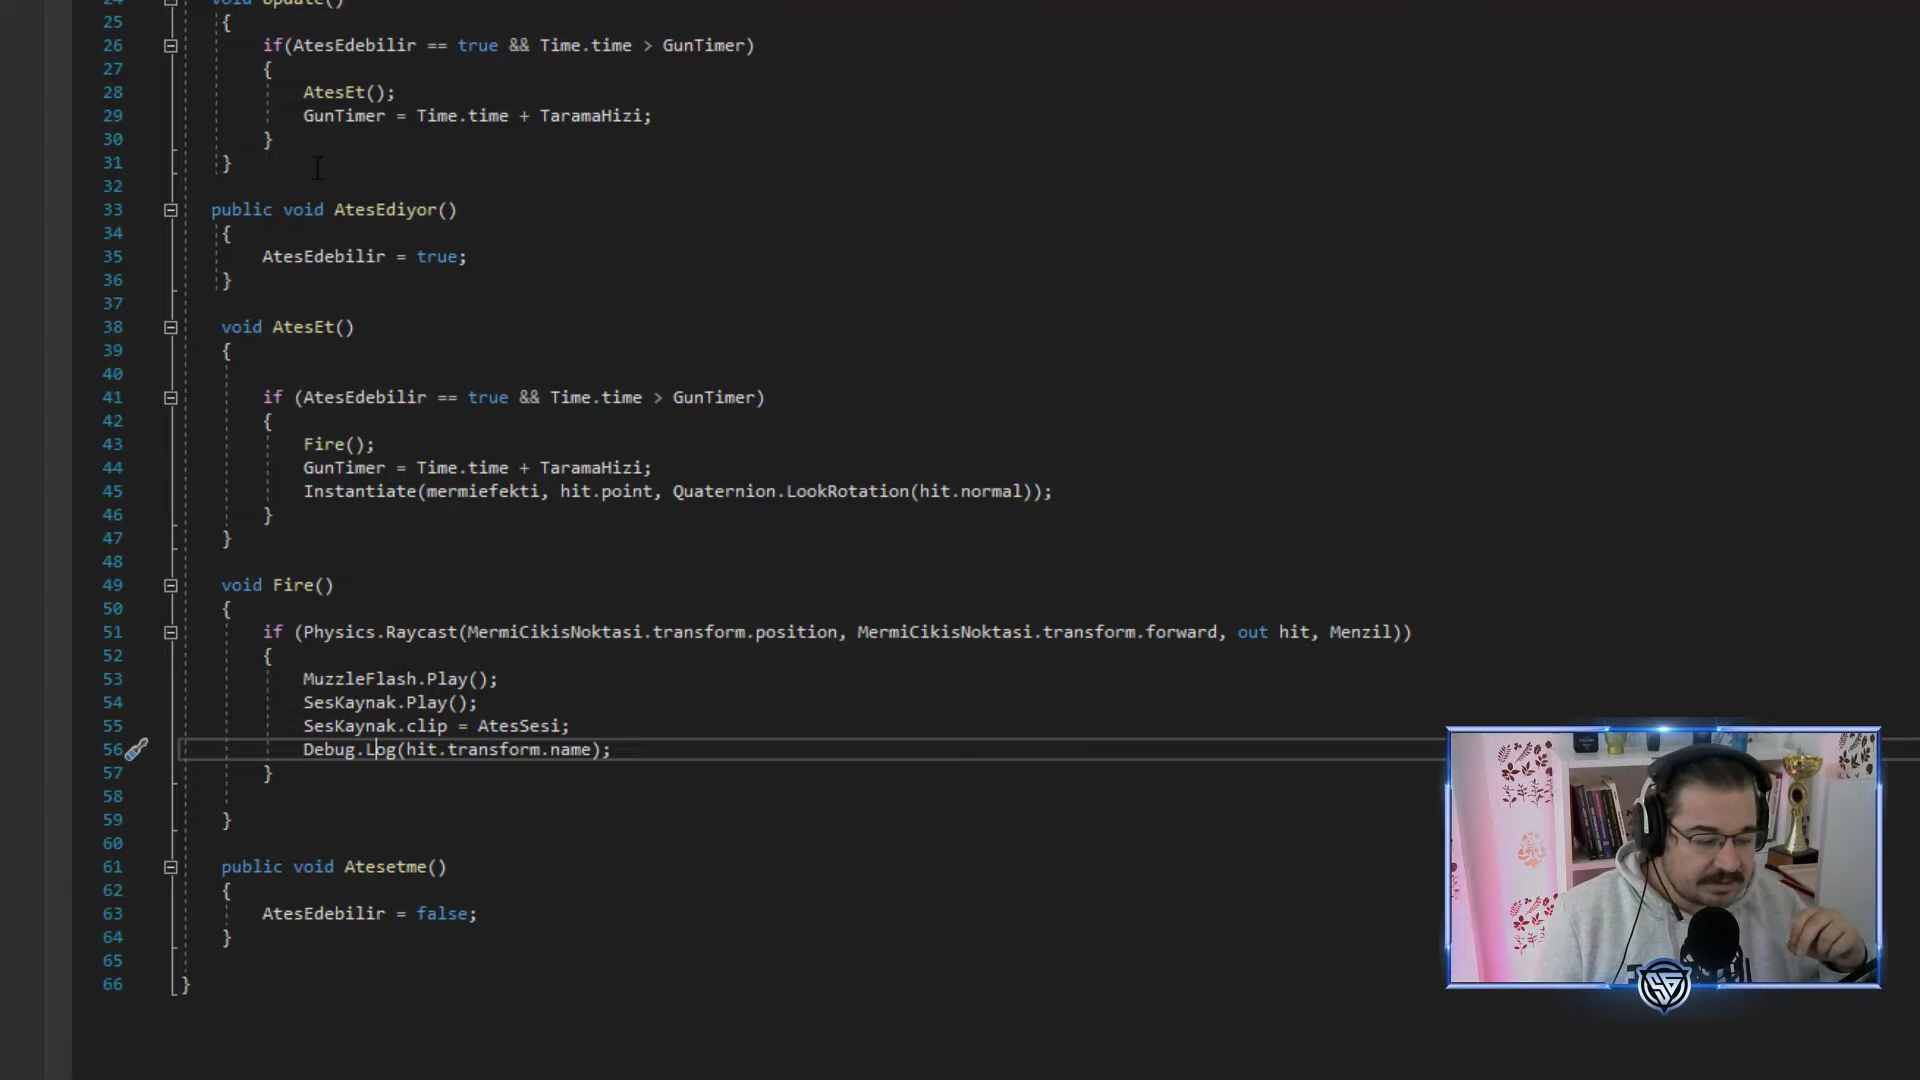 24 void Update()
25 {
26 if(AtesEdebilir == true && Time.time > GunTimer)
27 {
28 AtesEt();
29 GunTimer = Time.time + TaramaHizi;
30 }
31 }
32
33 public void AtesEdiyor()
34 {
35 AtesEdebilir = true;
36 }
37
38 void AtesEt()
39 {
40
41 if (AtesEdebilir == true && Time.time > GunTimer)
42 {
43 Fire();
44 GunTimer = Time.time + TaramaHizi;
45 Instantiate(mermiefekti, hit.point, Quaternion.LookRotation(hit.normal));
46 }
47 }
48
49 void Fire()
50 {
51 if (Physics.Raycast(MermiCikisNoktasi.transform.position, MermiCikisNoktasi.transform.forward, out hit, Menzil))
52 {
53 MuzzleFlash.Play();
54 SesKaynak.Play();
55 SesKaynak.clip = AtesSesi;
56 Debug.Log(hit.transform.name);
57 }
58
59 }
60
61 public void Atesetme()
62 {
63 AtesEdebilir = false;
64 }
65
66 }